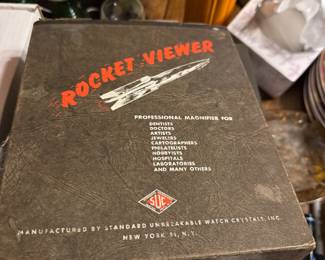 ROCKET VIEWER
PROFESSIONAL MAGNIFIER FOR
DENTISTS
DOCTORS
ARTISTS
JEWELERS
CARTOGRAPHERS
PHILATELISTS
HOBBYISTS
HOSPITALS
LABORATORIES
AND MANY OTHERS
SUC
MANUFACTURED BY STANDARD UNBREAKABLE WATCH CRYSTALS, INC.
NEW YORK 11, N.Y.